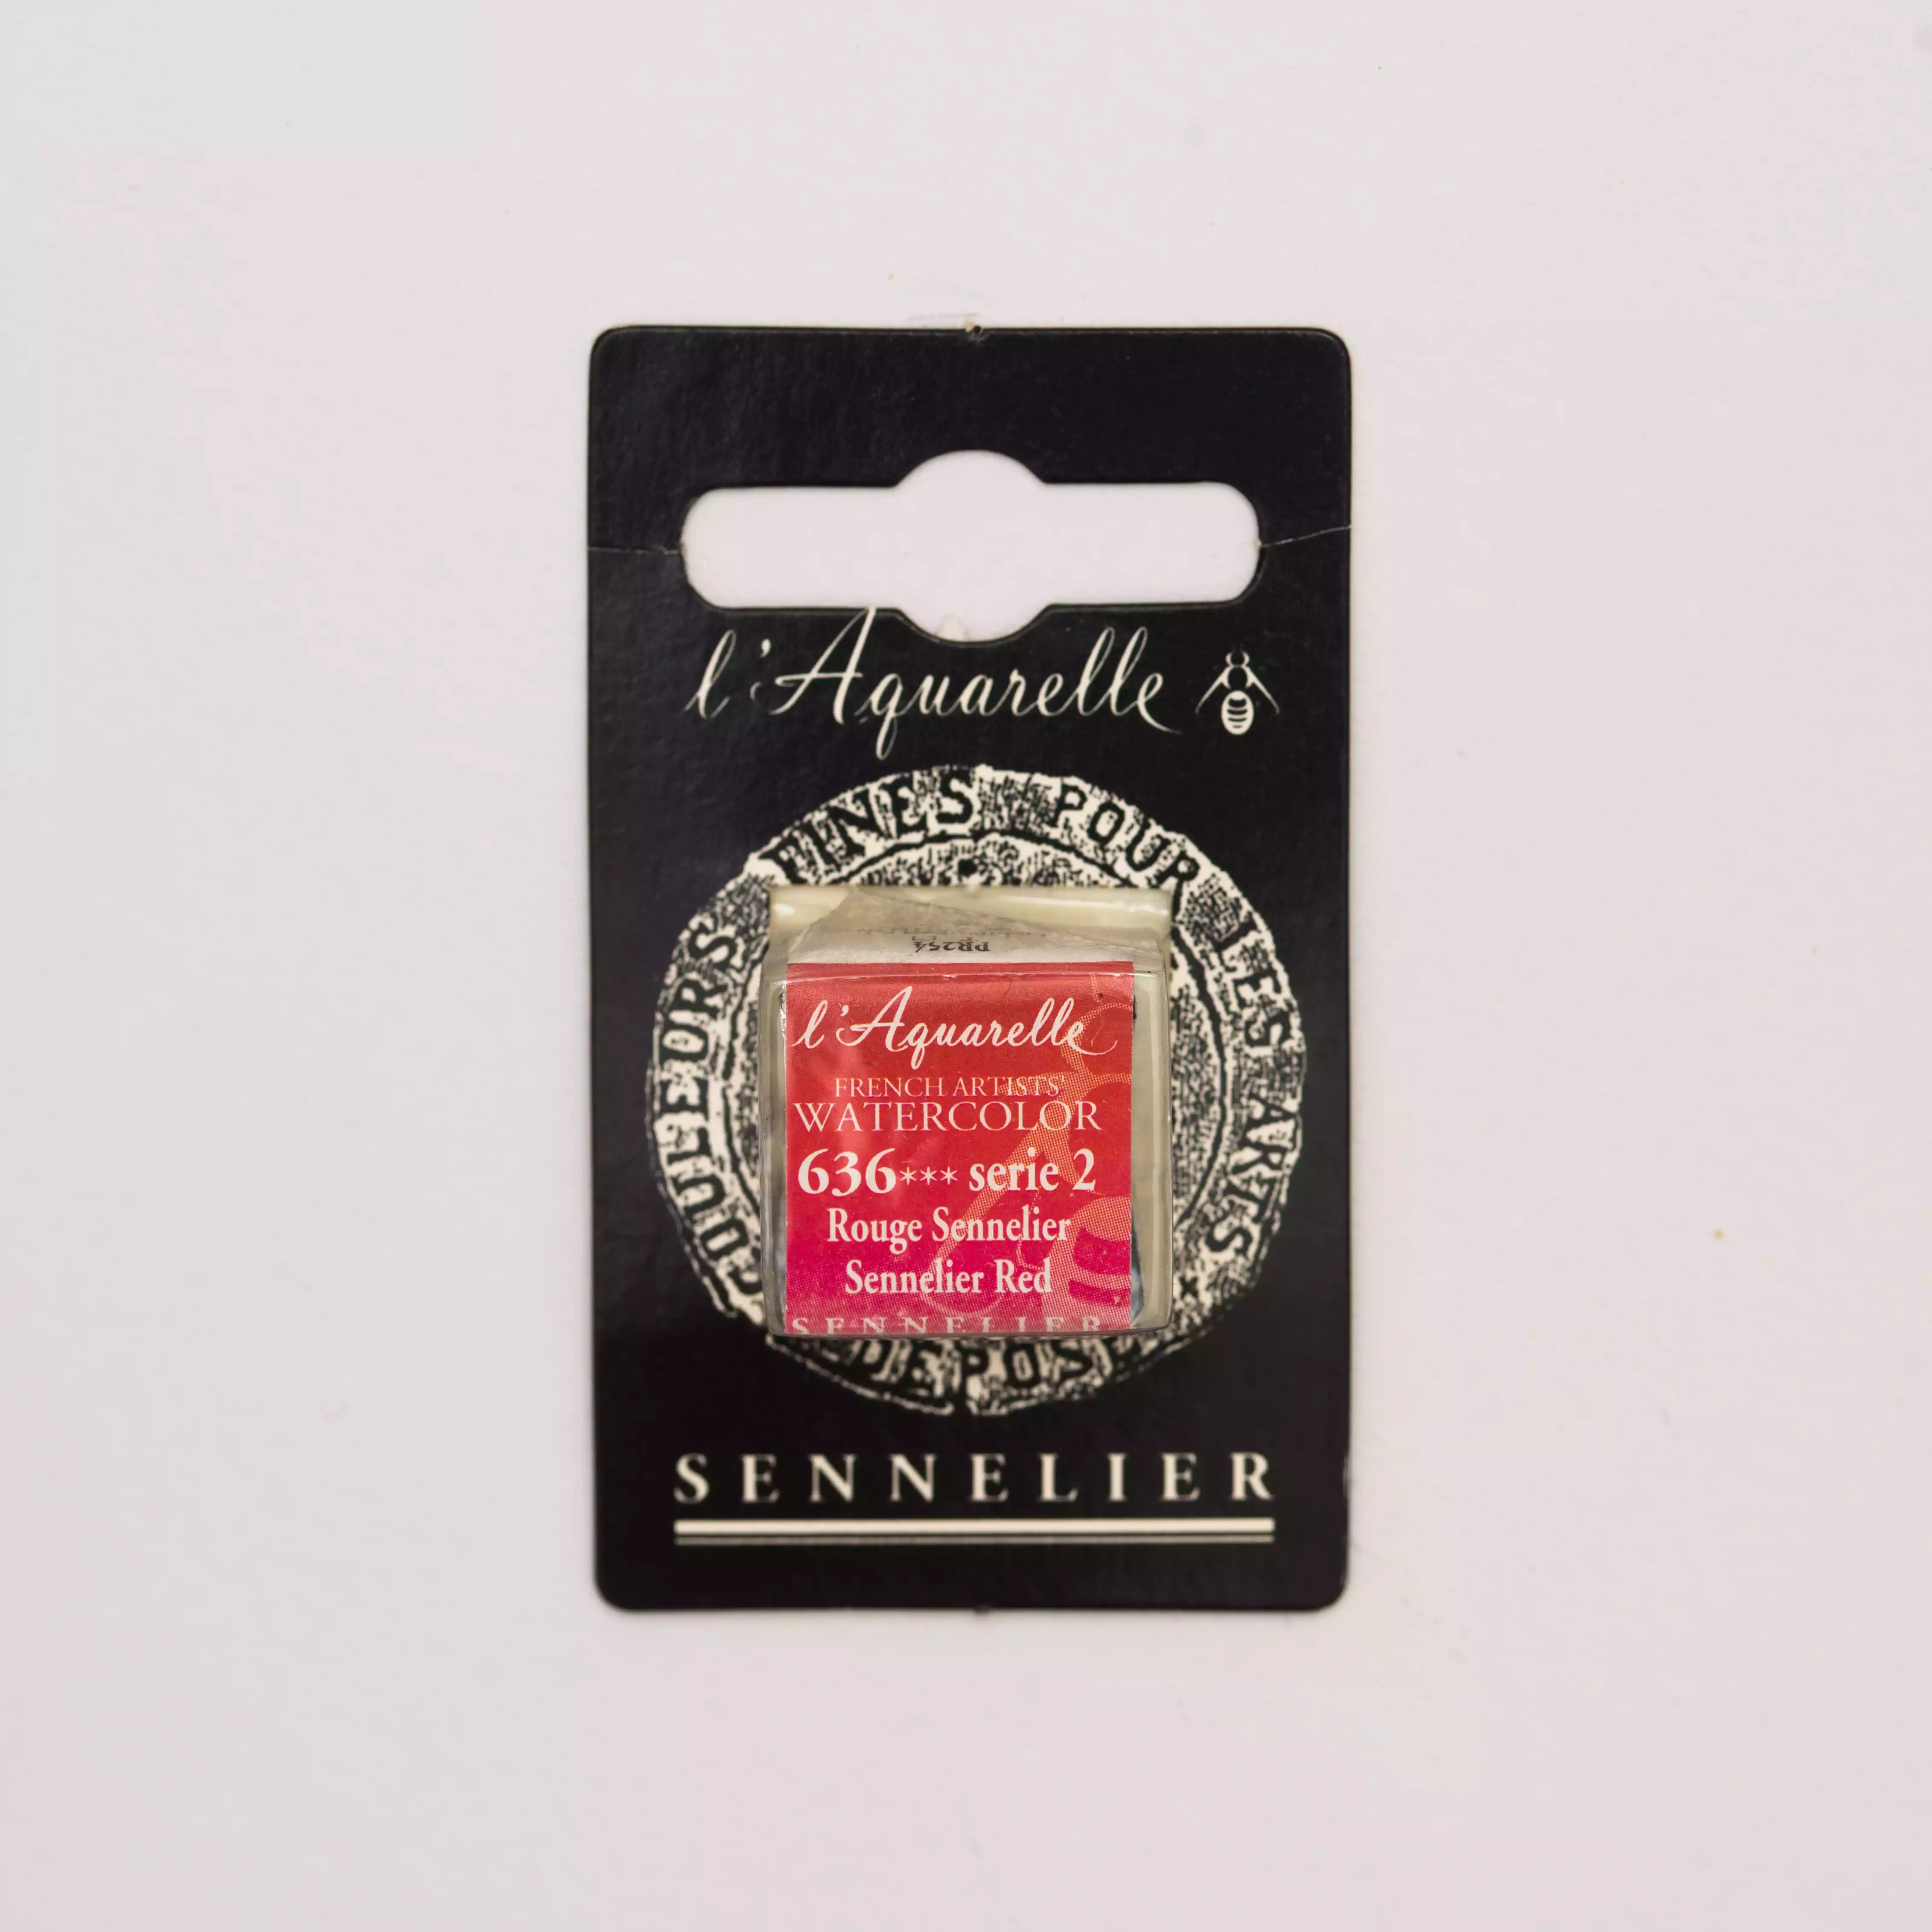 l'Aquarelle
COULEURS FINES POUR LES ARTS
DEPOSE
PR254
l'Aquarelle
FRENCH ARTISTS'
WATERCOLOR
636*** serie 2
Rouge Sennelier
Sennelier Red
SENNELIER
SENNELIER